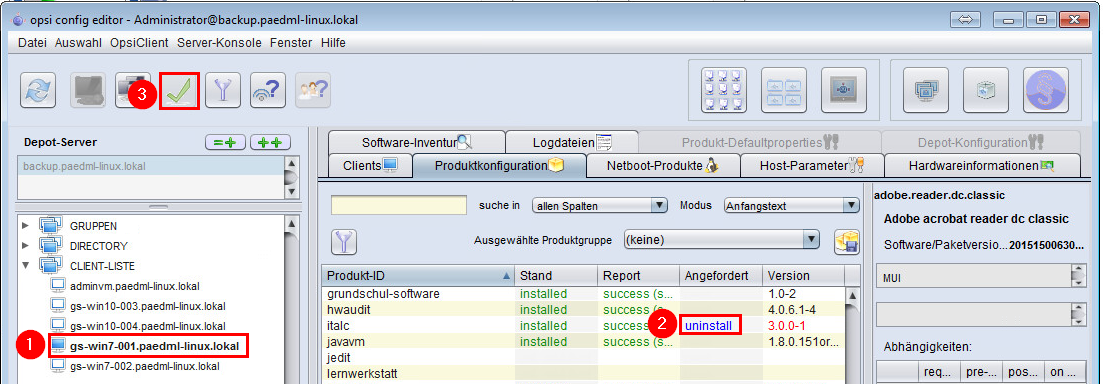 opsi config editor - Administrator@backup.paedml-linux.lokal
Datei Auswahl OpsiClient Server-Konsole Fenster Hilfe
3
Depot-Server
backup.paedml-linux.lokal
GRUPPEN
DIRECTORY
CLIENT-LISTE
adminvm.paedml-linux.lokal
gs-win10-003.paedml-linux.lokal
gs-win10-004.paedml-linux.lokal
1 gs-win7-001.paedml-linux.lokal
gs-win7-002.paedml-linux.lokal
Software-Inventur Logdateien Produkt-Defaultproperties Depot-Konfiguration
Clients Produktkonfiguration Netboot-Produkte Host-Parameter Hardwareinformationen
suche in allen Spalten Modus Anfangstext
Ausgewählte Produktgruppe (keine)
Produkt-ID Stand Report Angefordert Version
grundschul-software installed success (s... 1.0-2
hwaudit installed success (s... 4.0.6.1-4
italc installed success 2 uninstall 3.0.0-1
javavm installed success (s... 1.8.0.151or...
jedit
lernwerkstatt
adobe.reader.dc.classic
Adobe acrobat reader dc classic
Software/Paketversio... 20151500630...
MUI
Abhängigkeiten:
req... pre-... pos... on ...